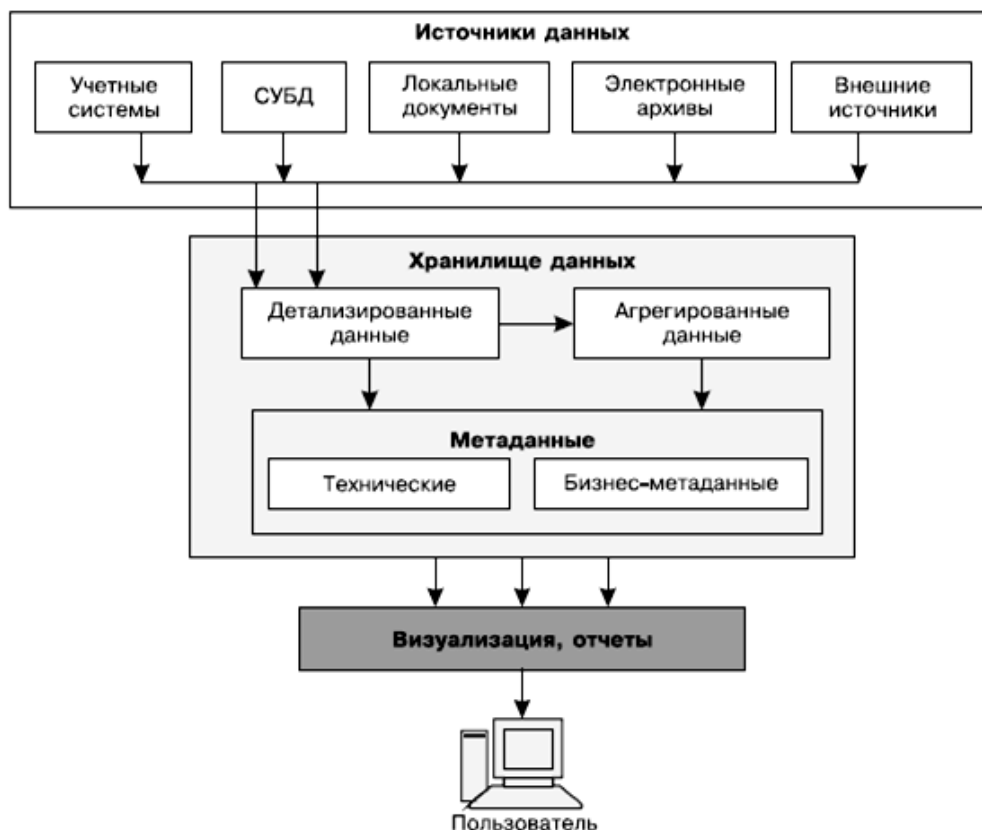 Источники данных
Учетные
системы
СУБД
Локальные
документы
Электронные
архивы
Внешние
источники
Хранилище данных
Детализированные
данные
Агрегированные
данные
Метаданные
Технические
Бизнес-метаданные
Визуализация, отчеты
Пользователь